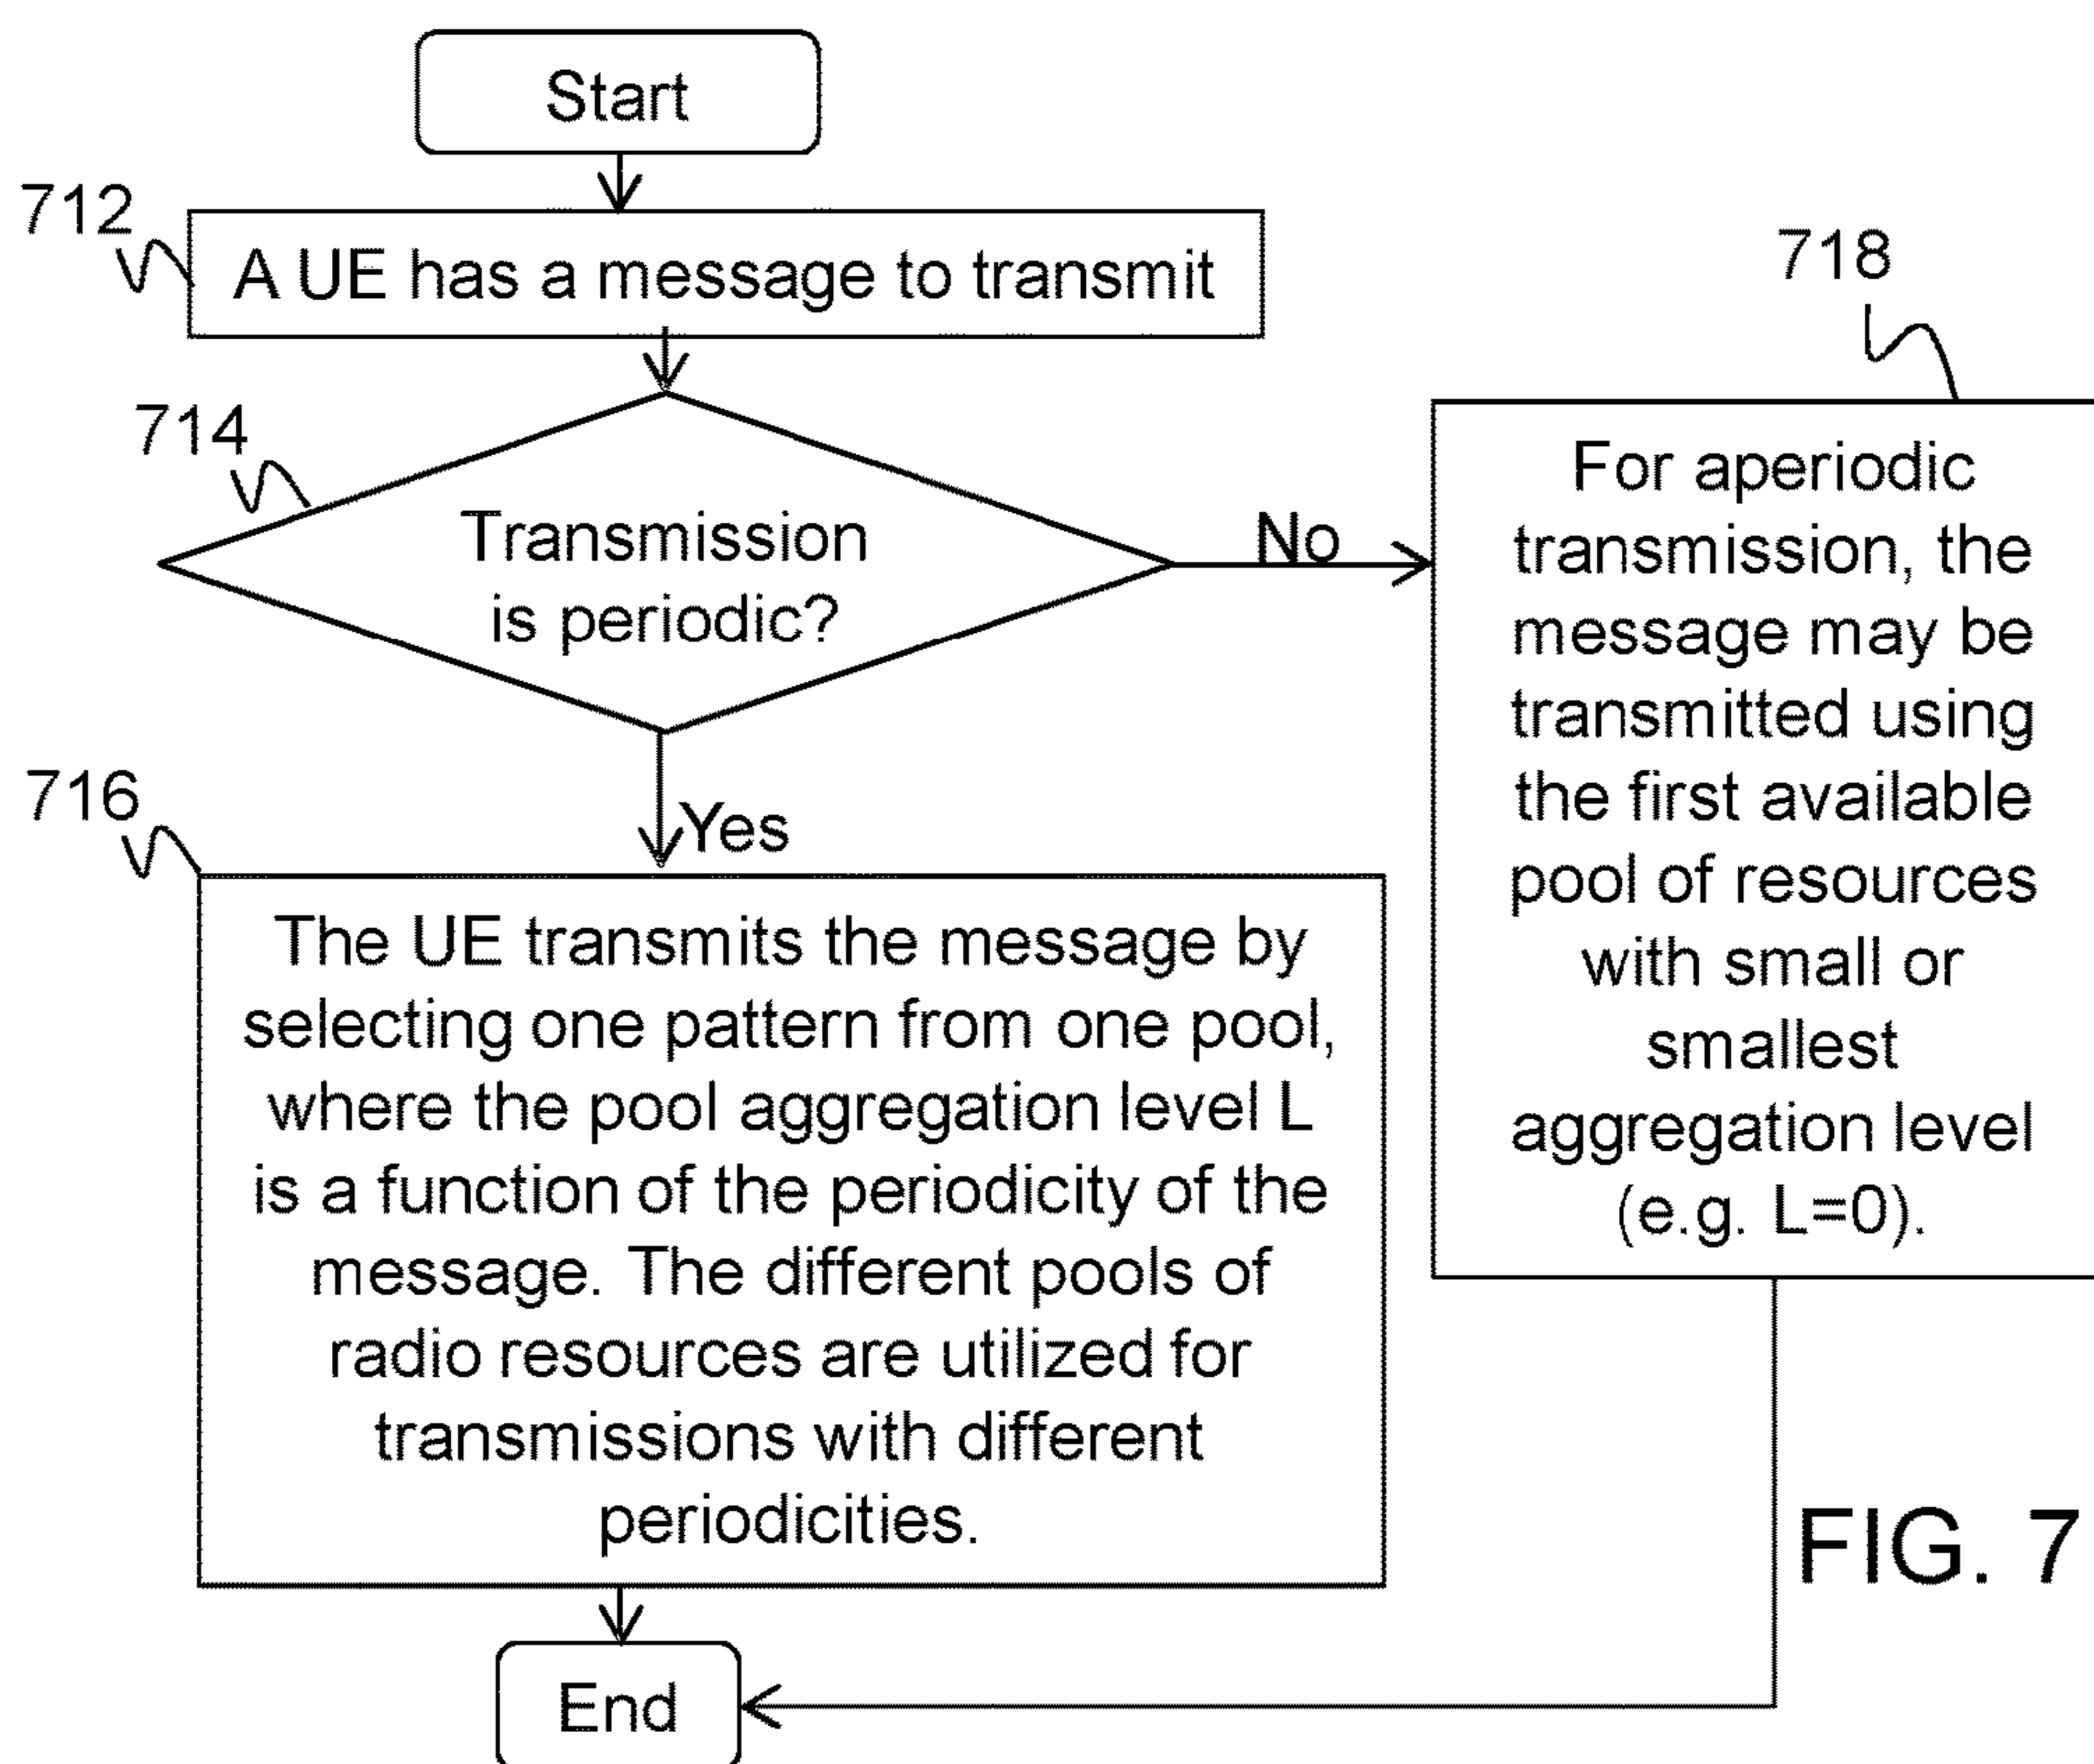 Start
712
A UE has a message to transmit
714
Transmission
is periodic?
No
Yes
718
For aperiodic
transmission, the
message may be
transmitted using
the first available
pool of resources
with small or
smallest
aggregation level
(e.g. L=0).
716
The UE transmits the message by
selecting one pattern from one pool,
where the pool aggregation level L
is a function of the periodicity of the
message. The different pools of
radio resources are utilized for
transmissions with different
periodicities.
End
FIG. 7